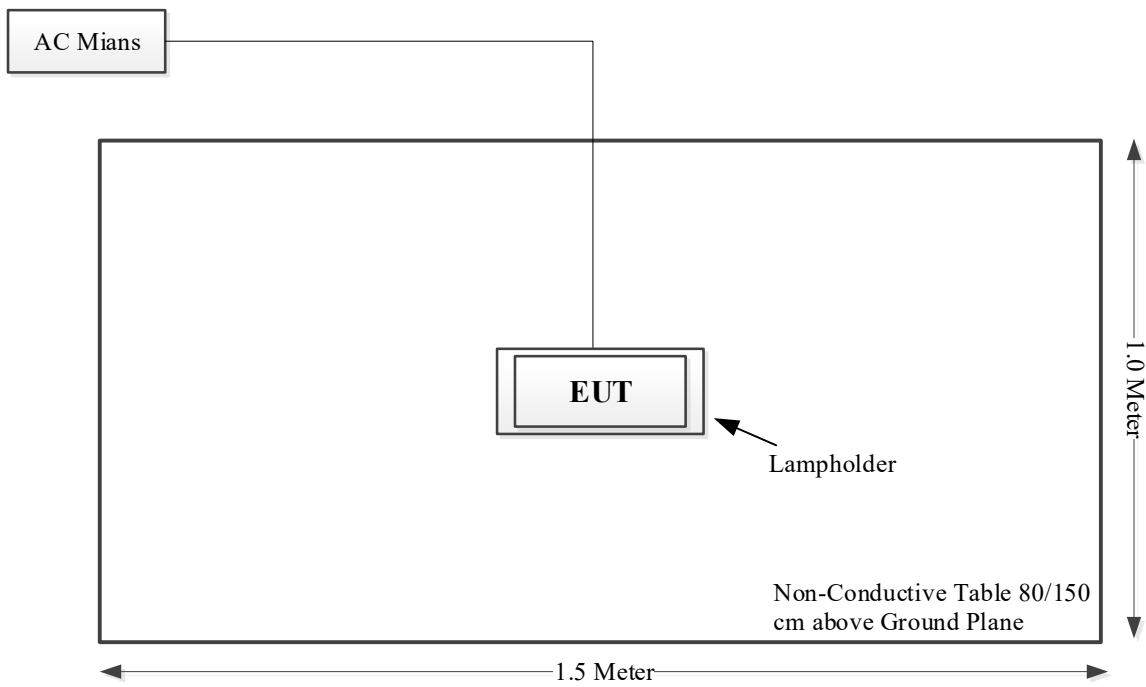 AC Mians
EUT
Lampholder
1.0 Meter
Non-Conductive Table 80/150
cm above Ground Plane
1.5 Meter